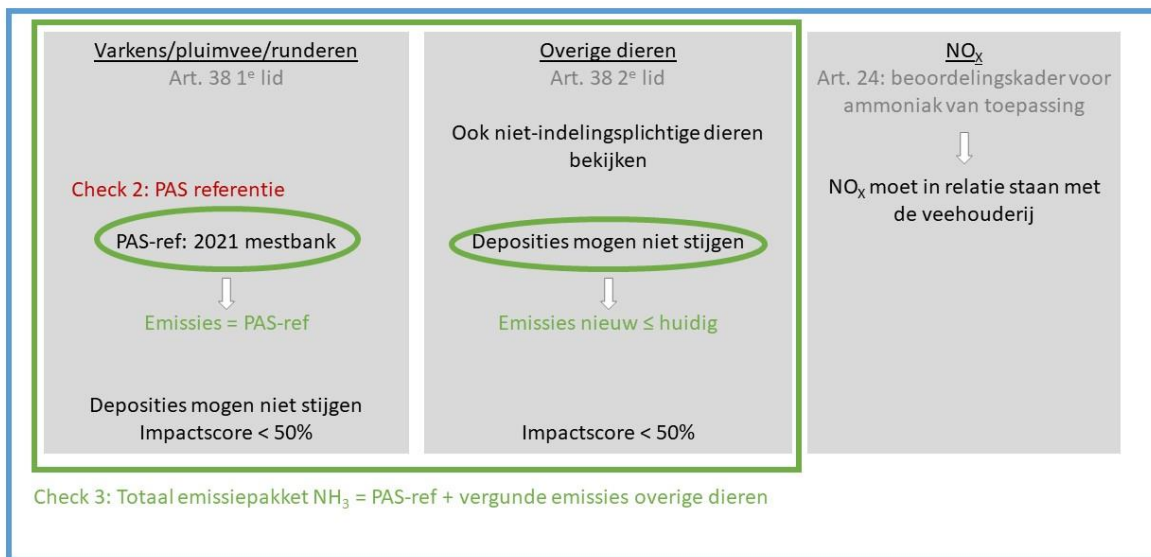 Varkens/pluimvee/runderen
Art. 38 1e lid
Check 2: PAS referentie
PAS-ref: 2021 mestbank
Emissies = PAS-ref
Deposities mogen niet stijgen
Impactscore < 50%
Overige dieren
Art. 38 2e lid
Ook niet-indelingsplichtige dieren
bekijken
Deposities mogen niet stijgen
Emissies nieuw ≤ huidig
Impactscore < 50%
NOX
Art. 24: beoordelingskader voor
ammoniak van toepassing
NOX moet in relatie staan met
de veehouderij
Check 3: Totaal emissiepakket NH3 = PAS-ref + vergunde emissies overige dieren